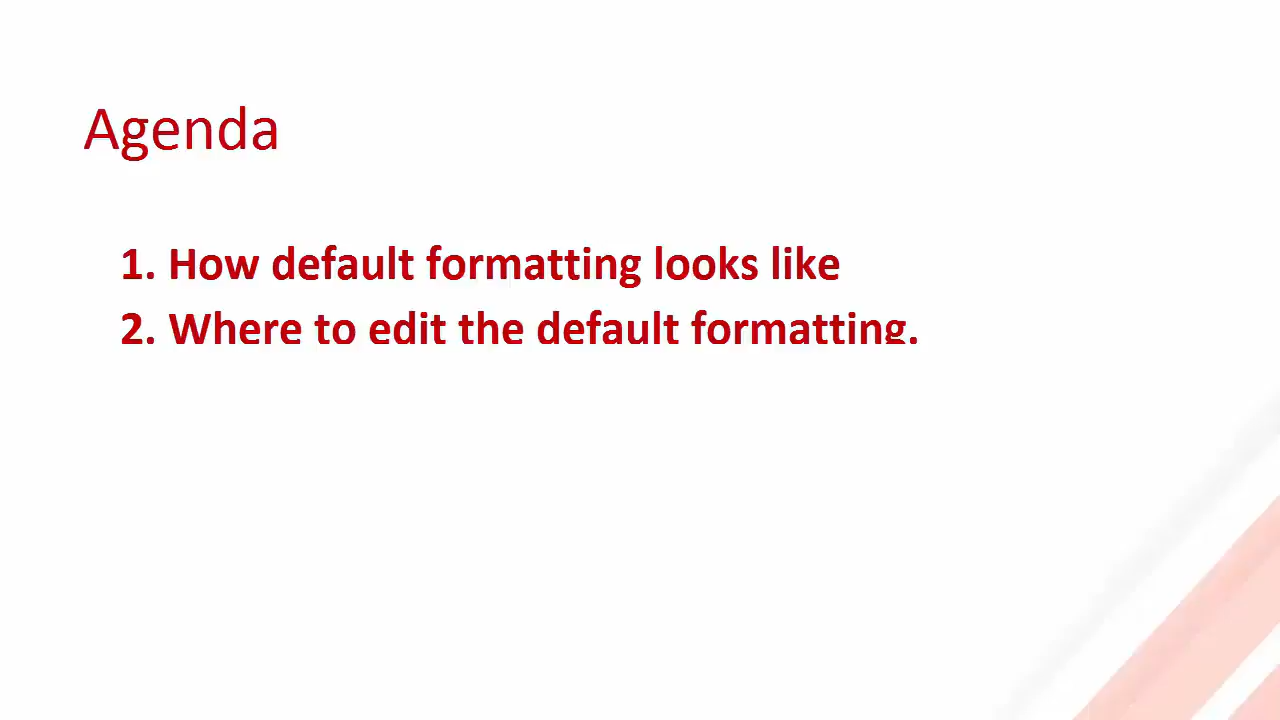 Agenda
1. How default formatting looks like
2. Where to edit the default formatting.